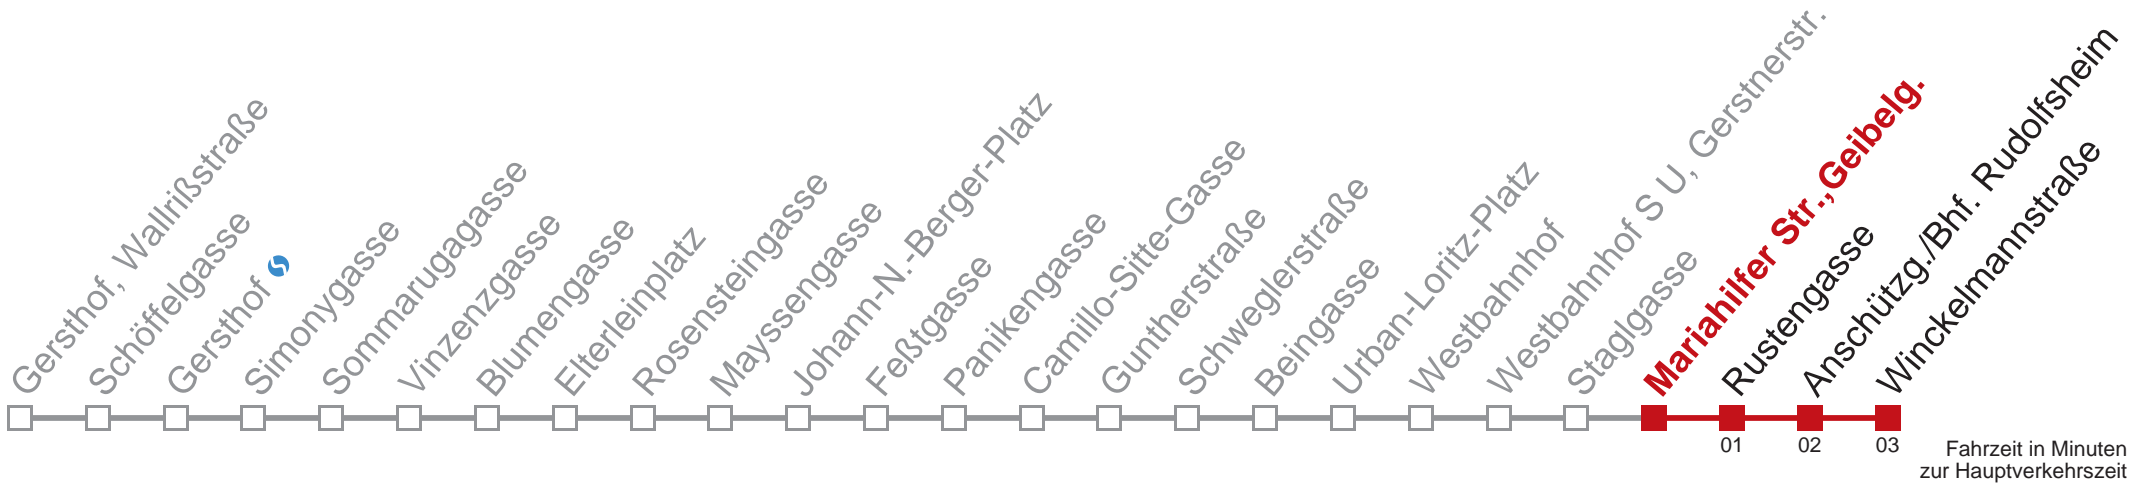 Gersthof, Wallrißstraße
Schöffelgasse
Gersthof
Simonygasse
Sommarugagasse
Vinzenzgasse
Blumengasse
Elterleinplatz
Rosensteingasse
Mayssengasse
Johann-N.-Berger-Platz
Feßtgasse
Panikengasse
Camillo-Sitte-Gasse
Guntherstraße
Schweglerstraße
Beingasse
Urban-Loritz-Platz
Westbahnhof
Westbahnhof S U, Gerstnerstr.
Staglgasse
Mariahilfer Str., Geibelg.
Rustengasse
Anschützg./Bhf. Rudolfsheim
Winckelmannstraße
01
02
03
Fahrzeit in Minuten
zur Hauptverkehrszeit